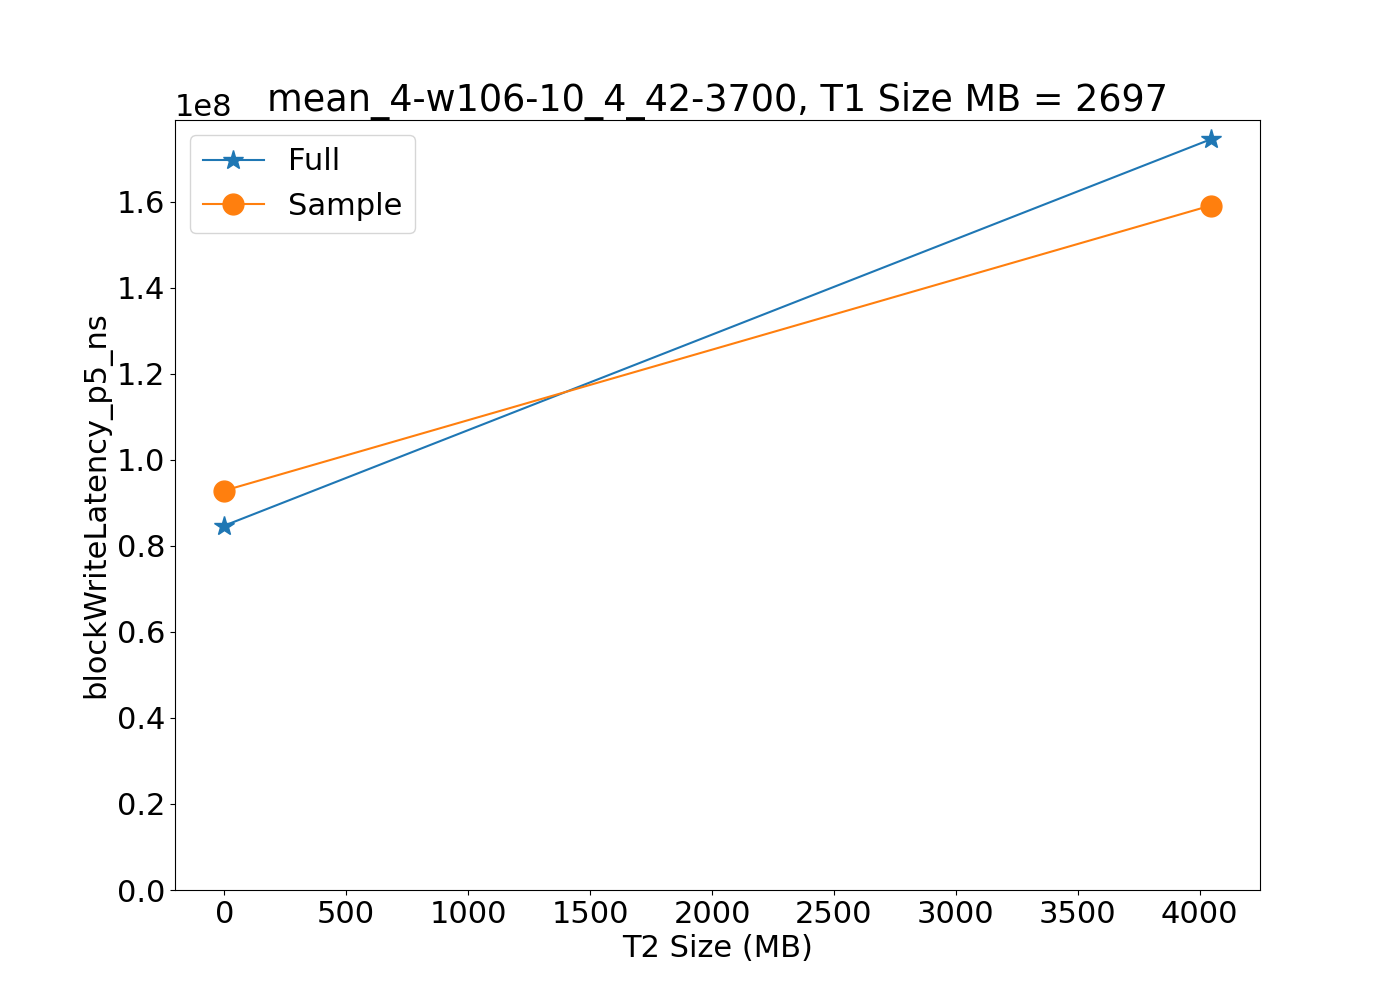 mean_4-w106-10_4_42-3700, T1 Size MB = 2697
1e8
Full
Sample
blockWriteLatency_p5_ns
1.6
1.4
1.2
1.0
0.8
0.6
0.4
0.2
0.0
0 500 1000 1500 2000 2500 3000 3500 4000
T2 Size (MB)